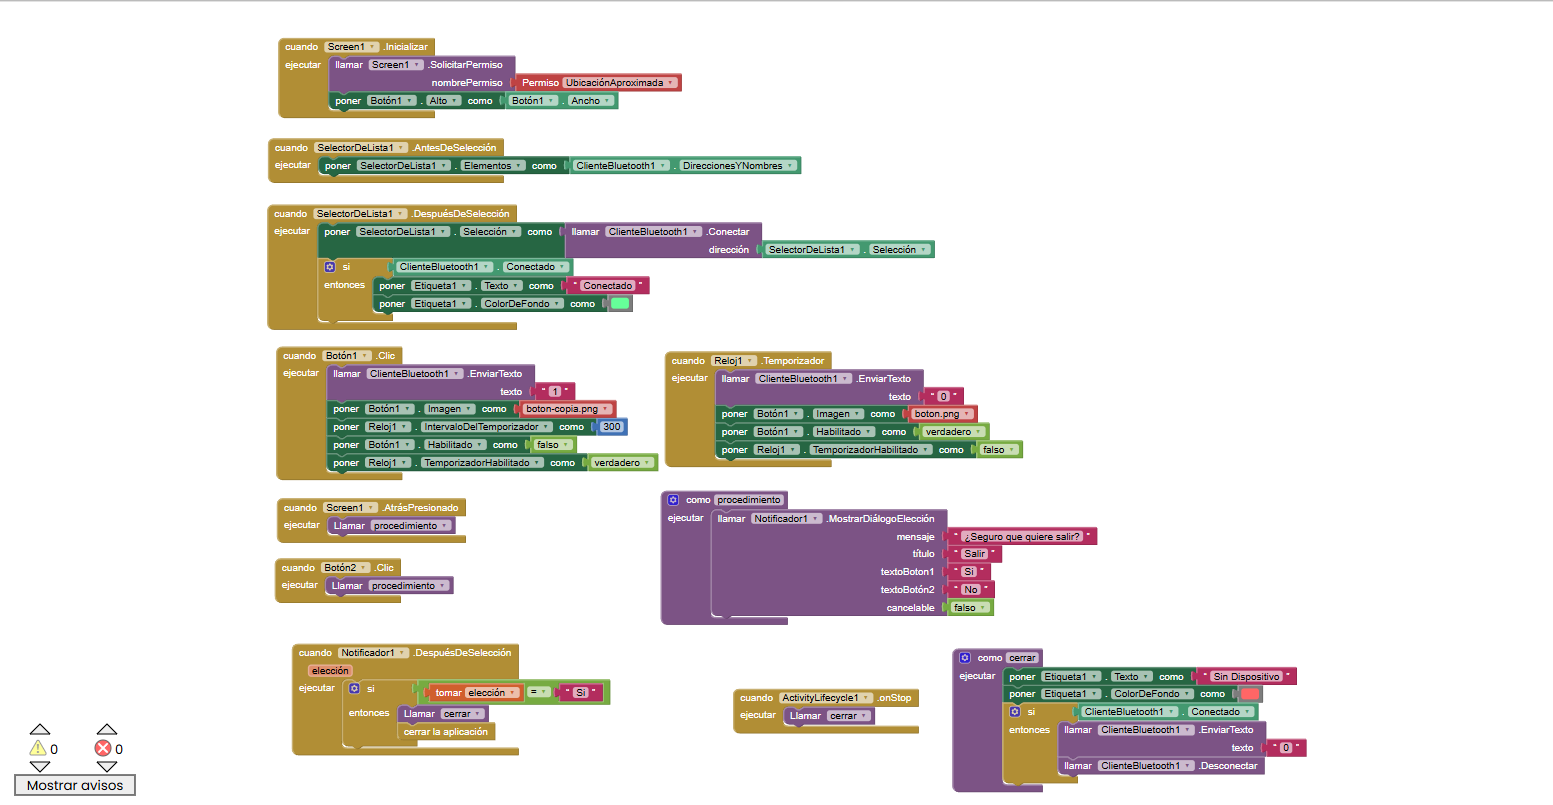 cuando Screen1 .Inicializar
ejecutar llamar Screen1 .SolicitarPermiso
nombrePermiso Permiso UbicaciónAproximada
poner Botón1 . Alto como Botón1 . Ancho
cuando SelectorDeLista1 .AntesDeSelección
ejecutar poner SelectorDeLista1 . Elementos como ClienteBluetooth1 . DireccionesYNombres
cuando SelectorDeLista1 .DespuésDeSelección
ejecutar poner SelectorDeLista1 . Selección como llamar ClienteBluetooth1 .Conectar
dirección SelectorDeLista1 . Selección
si ClienteBluetooth1 . Conectado
entonces poner Etiqueta1 . Texto como " Conectado "
poner Etiqueta1 . ColorDeFondo como
cuando Botón1 .Clic
ejecutar llamar ClienteBluetooth1 .EnviarTexto
texto " 1 "
poner Botón1 . Imagen como boton-copia.png
poner Reloj1 . IntervaloDelTemporizador como 300
poner Botón1 . Habilitado como falso
poner Reloj1 . TemporizadorHabilitado como verdadero
cuando Reloj1 .Temporizador
ejecutar llamar ClienteBluetooth1 .EnviarTexto
texto " 0 "
poner Botón1 . Imagen como boton.png
poner Botón1 . Habilitado como verdadero
poner Reloj1 . TemporizadorHabilitado como falso
cuando Screen1 .AtrásPresionado
ejecutar Llamar procedimiento
cuando Botón2 .Clic
ejecutar Llamar procedimiento
como procedimiento
ejecutar llamar Notificador1 .MostrarDiálogoElección
mensaje " ¿Seguro que quiere salir? "
título " Salir "
textoBoton1 " Si "
textoBotón2 " No "
cancelable falso
cuando Notificador1 .DespuésDeSelección
elección
ejecutar si tomar elección = " Si "
entonces Llamar cerrar
cerrar la aplicación
cuando ActivityLifecycle1 .onStop
ejecutar Llamar cerrar
como cerrar
ejecutar poner Etiqueta1 . Texto como " Sin Dispositivo "
poner Etiqueta1 . ColorDeFondo como
si ClienteBluetooth1 . Conectado
entonces llamar ClienteBluetooth1 .EnviarTexto
texto " 0 "
llamar ClienteBluetooth1 .Desconectar
0 0
Mostrar avisos